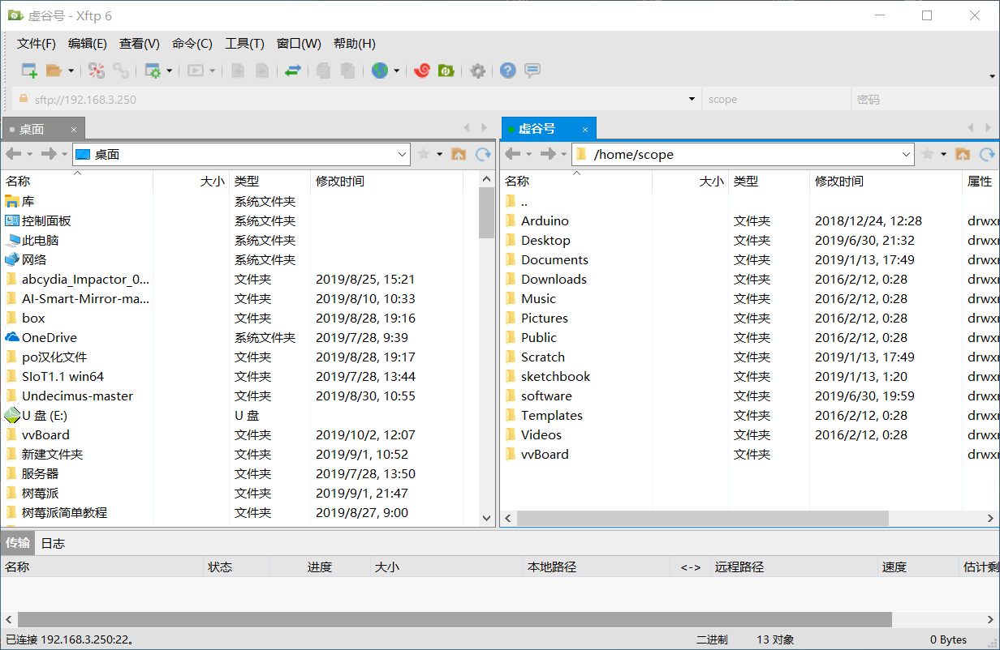 虚谷号 - Xftp 6
文件(F) 编辑(E) 查看(V) 命令(C) 工具(T) 窗口(W) 帮助(H)
sftp://192.168.3.250 scope 密码
桌面 × 虚谷号 ×
桌面 /home/scope
名称 大小 类型 修改时间
库 系统文件夹
控制面板 系统文件夹
此电脑 系统文件夹
网络 系统文件夹
abcydia_Impactor_0... 文件夹 2019/8/25, 15:21
AI-Smart-Mirror-ma... 文件夹 2019/8/10, 10:33
box 文件夹 2019/8/28, 19:16
OneDrive 系统文件夹 2019/7/28, 9:39
po汉化文件 文件夹 2019/8/28, 19:17
SIoT1.1 win64 文件夹 2019/7/28, 13:44
Undecimus-master 文件夹 2019/8/30, 10:55
U 盘 (E:) U 盘
vvBoard 文件夹 2019/10/2, 12:07
新建文件夹 文件夹 2019/9/1, 10:52
服务器 文件夹 2019/7/28, 13:50
树莓派 文件夹 2019/9/1, 21:47
树莓派简单教程 文件夹 2019/8/27, 9:00
名称 大小 类型 修改时间 属性
..
Arduino 文件夹 2018/12/24, 12:28 drwxr
Desktop 文件夹 2019/6/30, 21:32 drwxr
Documents 文件夹 2019/1/13, 17:49 drwxr
Downloads 文件夹 2016/2/12, 0:28 drwxr
Music 文件夹 2016/2/12, 0:28 drwxr
Pictures 文件夹 2016/2/12, 0:28 drwxr
Public 文件夹 2016/2/12, 0:28 drwxr
Scratch 文件夹 2019/1/13, 17:49 drwxr
sketchbook 文件夹 2019/1/13, 1:20 drwxr
software 文件夹 2019/6/30, 19:59 drwxr
Templates 文件夹 2016/2/12, 0:28 drwxr
Videos 文件夹 2016/2/12, 0:28 drwxr
vvBoard 文件夹 drwxr
传输 日志
名称 状态 进度 大小 本地路径 <-> 远程路径 速度 估计剩
已连接 192.168.3.250:22。 二进制 13 对象 0 Bytes